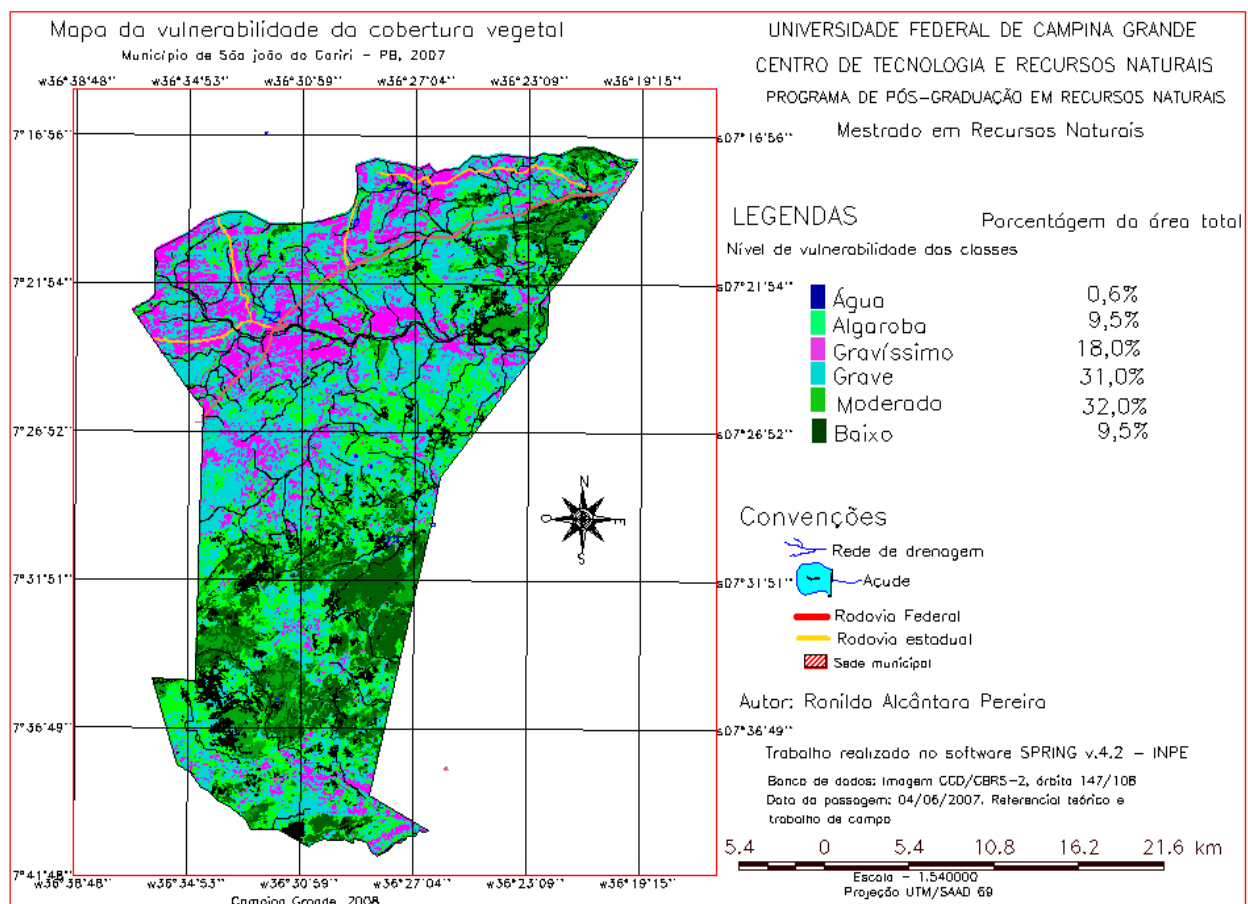 Mapa da vulnerabilidade da cobertura vegetal
Município de São joão do Cariri - PB, 2007
w36°38'48'' w36°34'53'' w36°30'59'' w36°27'04'' w36°23'09'' w36°19'15''
7°16'56''
s07°16'56''
7°21'54''
s07°21'54''
7°26'52''
s07°26'52''
7°31'51''
s07°31'51''
7°36'49''
s07°36'49''
7°41'48''
w36°38'48'' w36°34'53'' w36°30'59'' w36°27'04'' w36°23'09'' w36°19'15''
Campina Grande, 2008
N
O E
S
UNIVERSIDADE FEDERAL DE CAMPINA GRANDE
CENTRO DE TECNOLOGIA E RECURSOS NATURAIS
PROGRAMA DE PÓS-GRADUAÇÃO EM RECURSOS NATURAIS
Mestrado em Recursos Naturais
LEGENDAS Porcentágem da área total
Nível de vulnerabilidade das classes
Água 0,6%
Algaroba 9,5%
Gravíssimo 18,0%
Grave 31,0%
Moderado 32,0%
Baixo 9,5%
Convenções
Rede de drenagem
Açude
Rodovia Federal
Rodovia estadual
Sede municipal
Autor: Ronildo Alcântara Pereira
Trabalho realizado no software SPRING v.4.2 - INPE
Banco de dados: imagem CCD/CBRS-2, órbita 147/108
Data da passagem: 04/06/2007. Referencial teórico e
trabalho de campo
5.4 0 5.4 10.8 16.2 21.6 km
Escala - 1.540000
Projeção UTM/SAAD 69